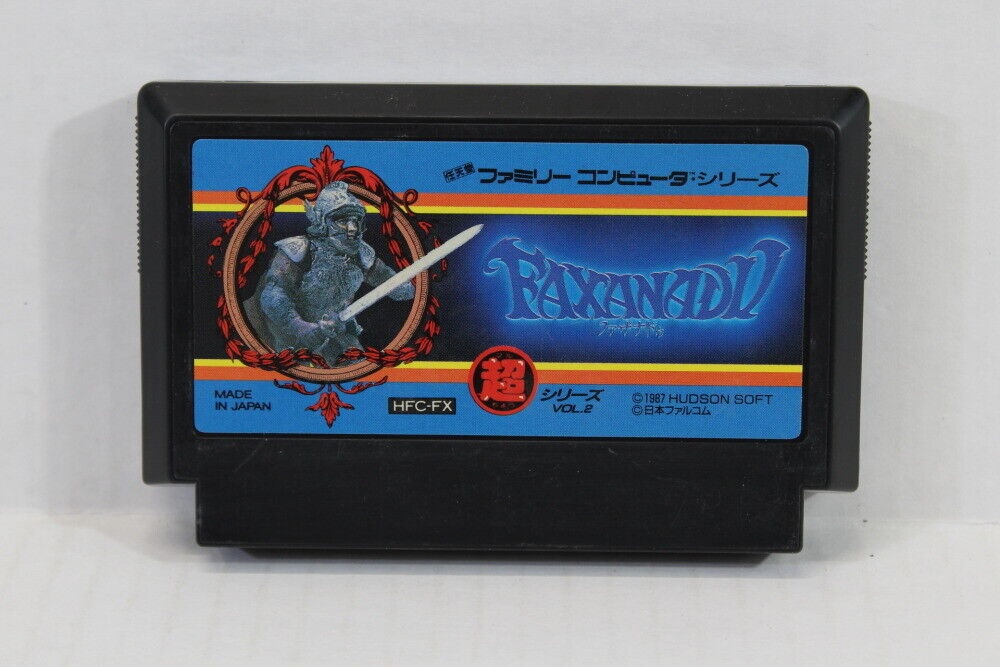 任天堂 ファミリー コンピュータ シリーズ
FAXANADU
ファザナドゥ
MADE
IN JAPAN
HFC-FX
超
シリーズ
VOL.2
©1987 HUDSON SOFT
©日本ファルコム